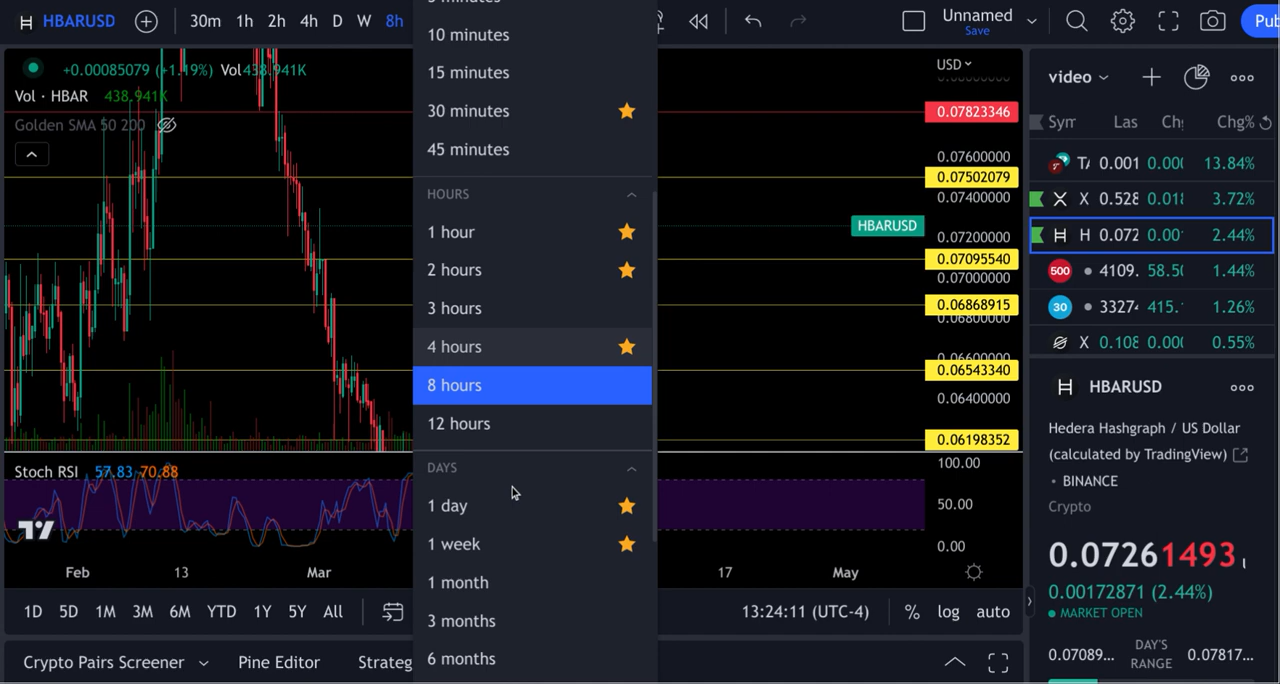 HBARUSD 30m 1h 2h 4h D W 8h Unnamed
Save
+0.00085079 (+1.19%) Vol438.941K
Vol · HBAR 438.941K
Golden SMA 50 200
10 minutes
15 minutes
30 minutes
45 minutes
HOURS
1 hour
2 hours
3 hours
4 hours
8 hours
12 hours
DAYS
1 day
1 week
1 month
3 months
6 months
USD
0.07823346
0.07600000
0.07502079
0.07400000
HBARUSD
0.07200000
0.07095540
0.07000000
0.06868915
0.06800000
0.06600000
0.06543340
0.06400000
0.06198352
Stoch RSI 57.83 70.88
100.00
50.00
0.00
Feb 13 Mar 17 May
1D 5D 1M 3M 6M YTD 1Y 5Y All 13:24:11 (UTC-4) % log auto
Crypto Pairs Screener Pine Editor Strateg
Pub
video
Syn Las Ch Chg%
0.001 0.00 13.84%
X 0.528 0.01 3.72%
H 0.072 0.00 2.44%
500 4109. 58.5 1.44%
30 3327 415. 1.26%
X 0.108 0.00 0.55%
HBARUSD
Hedera Hashgraph / US Dollar
(calculated by TradingView)
• BINANCE
Crypto
0.07261493
0.00172871 (2.44%)
MARKET OPEN
0.07089... DAY'S RANGE 0.07817...